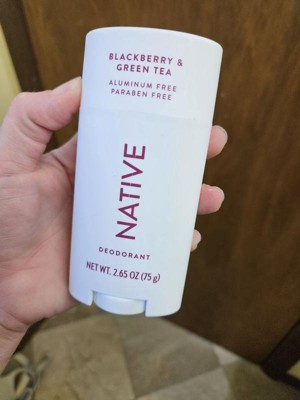 BLACKBERRY &
GREEN TEA
ALUMINUM FREE
PARABEN FREE
NATIVE
DEODORANT
NET WT. 2.65 OZ (75 g)